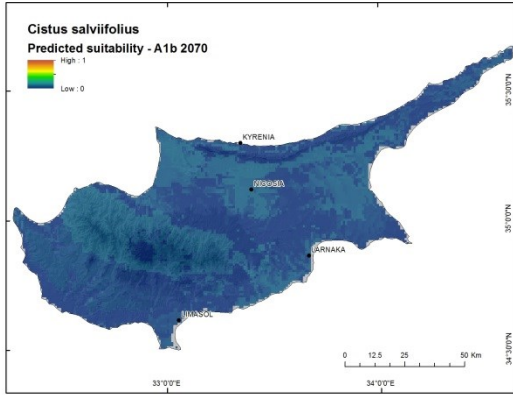 Cistus salviifolius
Predicted suitability - A1b 2070
High : 1
Low : 0
KYRENIA
NICOSIA
LARNAKA
LIMASOL
35°30'0"E
35°0'0"E
34°30'0"E
0 12.5 25 50 Km
33°0'0"E
34°0'0"E